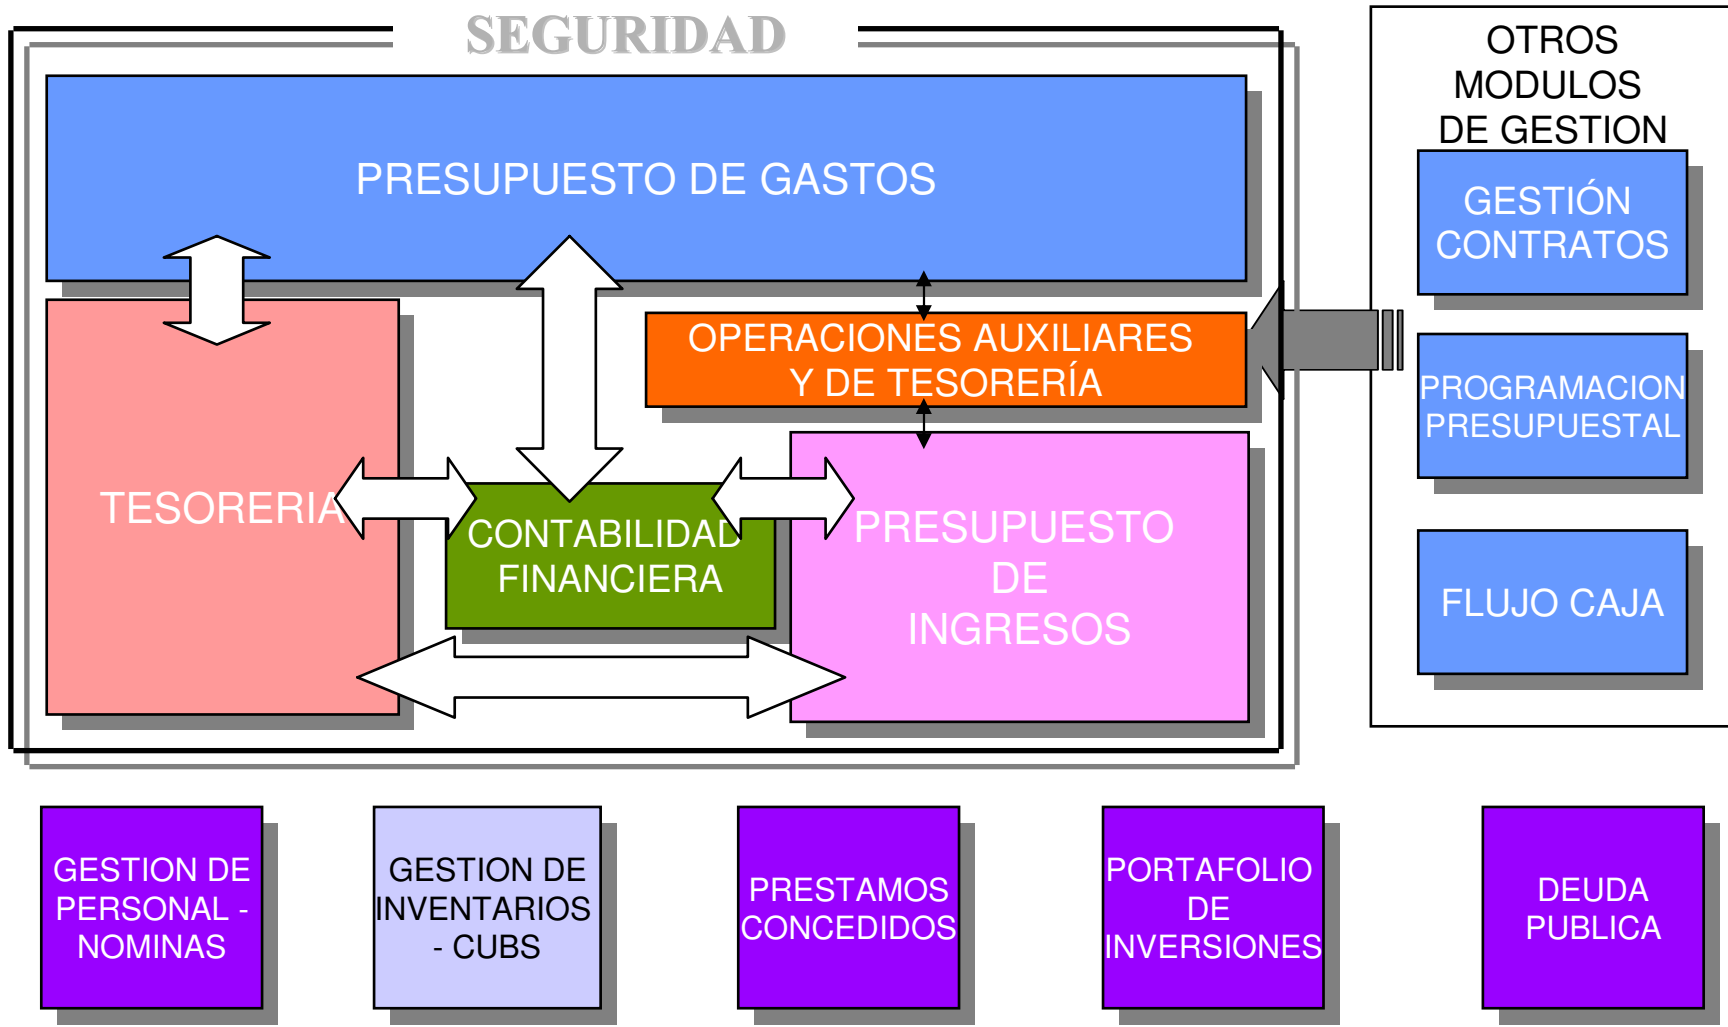 SEGURIDAD
PRESUPUESTO DE GASTOS
OPERACIONES AUXILIARES
Y DE TESORERÍA
TESORERIA
CONTABILIDAD
FINANCIERA
PRESUPUESTO
DE
INGRESOS
OTROS
MODULOS
DE GESTION
GESTIÓN
CONTRATOS
PROGRAMACION
PRESUPUESTAL
FLUJO CAJA
GESTION DE
PERSONAL -
NOMINAS
GESTION DE
INVENTARIOS
- CUBS
PRESTAMOS
CONCEDIDOS
PORTAFOLIO
DE
INVERSIONES
DEUDA
PUBLICA